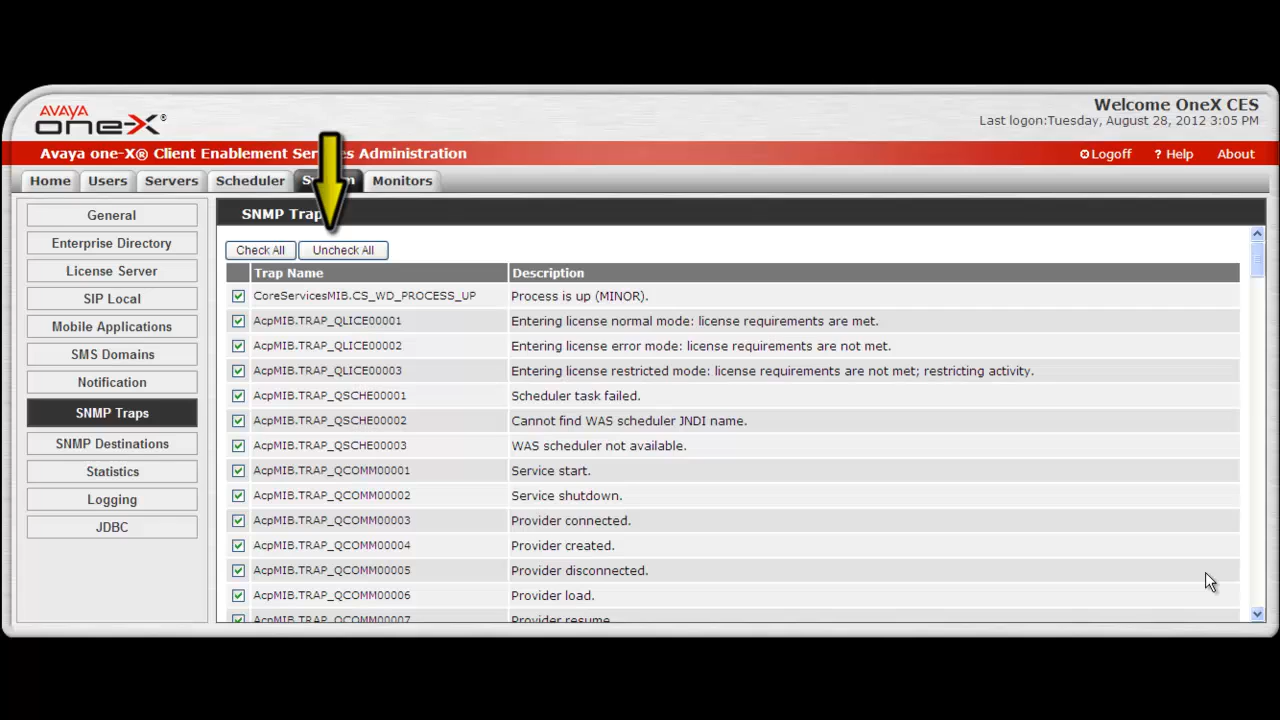 AVAYA
one-X®
Welcome OneX CES
Last logon:Tuesday, August 28, 2012 3:05 PM
Avaya one-X® Client Enablement Ser s Administration
Logoff
? Help
About
Home
Users
Servers
Scheduler
Monitors
General
Enterprise Directory
License Server
SIP Local
Mobile Applications
SMS Domains
Notification
SNMP Traps
SNMP Destinations
Statistics
Logging
JDBC
SNMP Trap
Check All
Uncheck All
Trap Name Description
CoreServicesMIB.CS_WD_PROCESS_UP Process is up (MINOR).
AcpMIB.TRAP_QLICE00001 Entering license normal mode: license requirements are met.
AcpMIB.TRAP_QLICE00002 Entering license error mode: license requirements are not met.
AcpMIB.TRAP_QLICE00003 Entering license restricted mode: license requirements are not met; restricting activity.
AcpMIB.TRAP_QSCHE00001 Scheduler task failed.
AcpMIB.TRAP_QSCHE00002 Cannot find WAS scheduler JNDI name.
AcpMIB.TRAP_QSCHE00003 WAS scheduler not available.
AcpMIB.TRAP_QCOMM00001 Service start.
AcpMIB.TRAP_QCOMM00002 Service shutdown.
AcpMIB.TRAP_QCOMM00003 Provider connected.
AcpMIB.TRAP_QCOMM00004 Provider created.
AcpMIB.TRAP_QCOMM00005 Provider disconnected.
AcpMIB.TRAP_QCOMM00006 Provider load.
AcpMIB.TRAP_QCOMM00007 Provider resume.